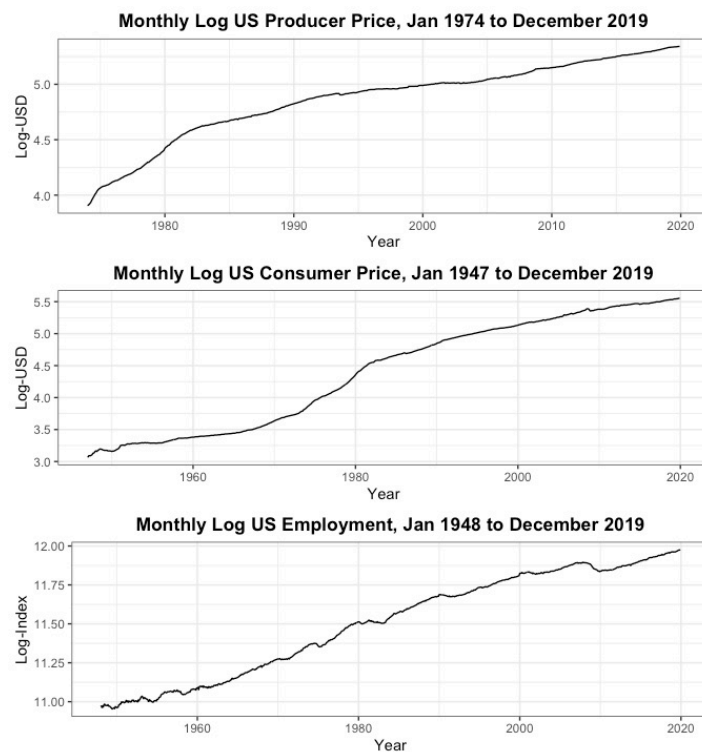 Monthly Log US Producer Price, Jan 1974 to December 2019
5.0
4.5
4.0
Log-USD
1980 1990 2000 2010 2020
Year
Monthly Log US Consumer Price, Jan 1947 to December 2019
5.5
5.0
4.5
4.0
3.5
3.0
Log-USD
1960 1980 2000 2020
Year
Monthly Log US Employment, Jan 1948 to December 2019
12.00
11.75
11.50
11.25
11.00
Log-Index
1960 1980 2000 2020
Year